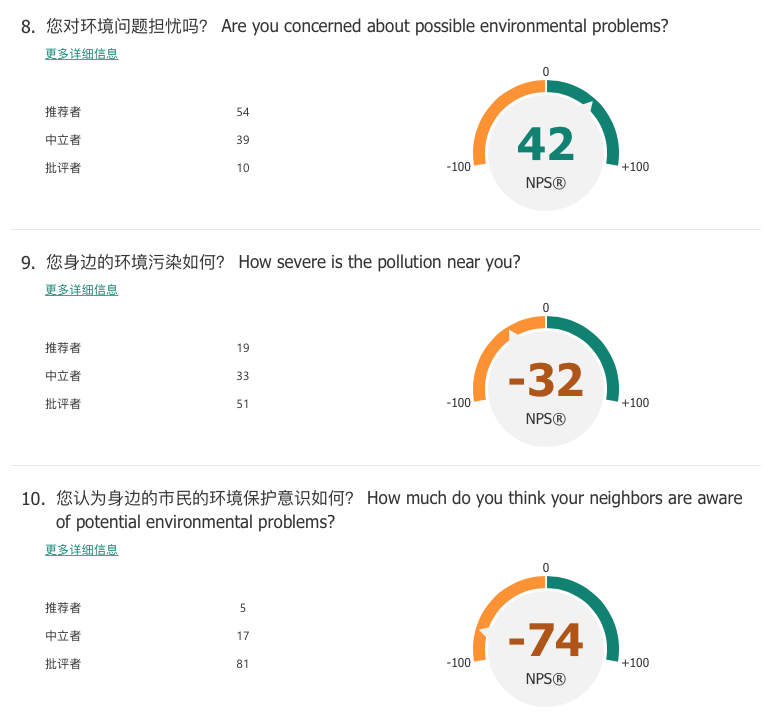 8. 您对环境问题担忧吗? Are you concerned about possible environmental problems?
更多详细信息
推荐者 54
中立者 39
批评者 10
0
42
NPS®
-100
+100
9. 您身边的环境污染如何? How severe is the pollution near you?
更多详细信息
推荐者 19
中立者 33
批评者 51
0
-32
NPS®
-100
+100
10. 您认为身边的市民的环境保护意识如何? How much do you think your neighbors are aware
of potential environmental problems?
更多详细信息
推荐者 5
中立者 17
批评者 81
0
-74
NPS®
-100
+100